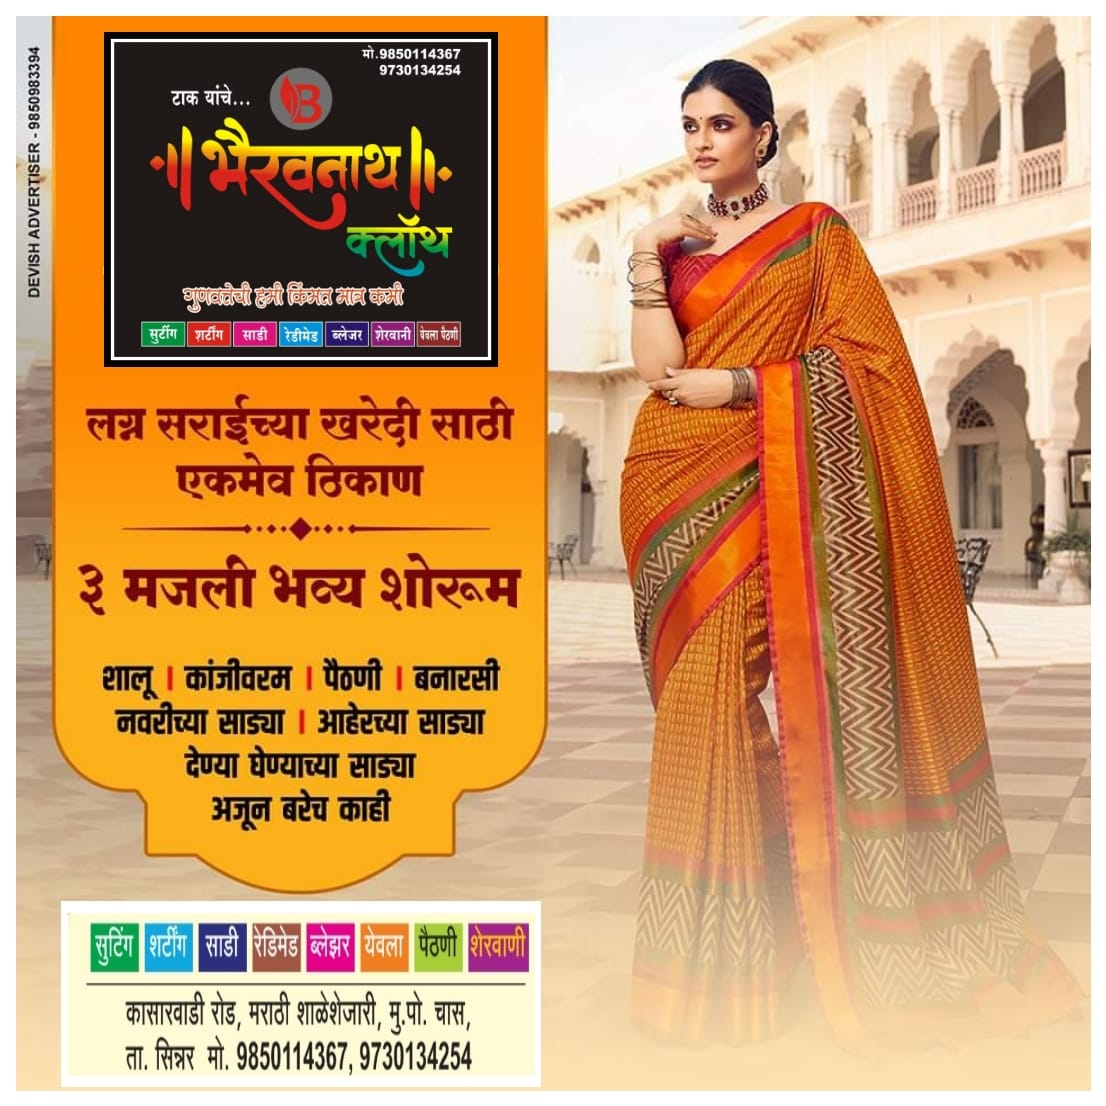 DEVISH ADVERTISER - 9850983394
मो.9850114367
9730134254
टाक यांचे...
B
भैरवनाथ
क्लॉथ
गुणवत्तेची हमी किंमत मात्र कमी
सुर्टींग शर्टींग साडी रेडीमेड ब्लेजर शेरवानी येवला पैठणी
लग्न सराईच्या खरेदी साठी
एकमेव ठिकाण
३ मजली भव्य शोरूम
शालू | कांजीवरम | पैठणी | बनारसी
नवरीच्या साड्या | आहेरच्या साड्या
देण्या घेण्याच्या साड्या
अजून बरेच काही
सुटिंग शर्टींग साडी रेडिमेड ब्लेझर येवला पैठणी शेरवाणी
कासारवाडी रोड, मराठी शाळेशेजारी, मु.पो. चास,
ता. सिन्नर मो. 9850114367, 9730134254